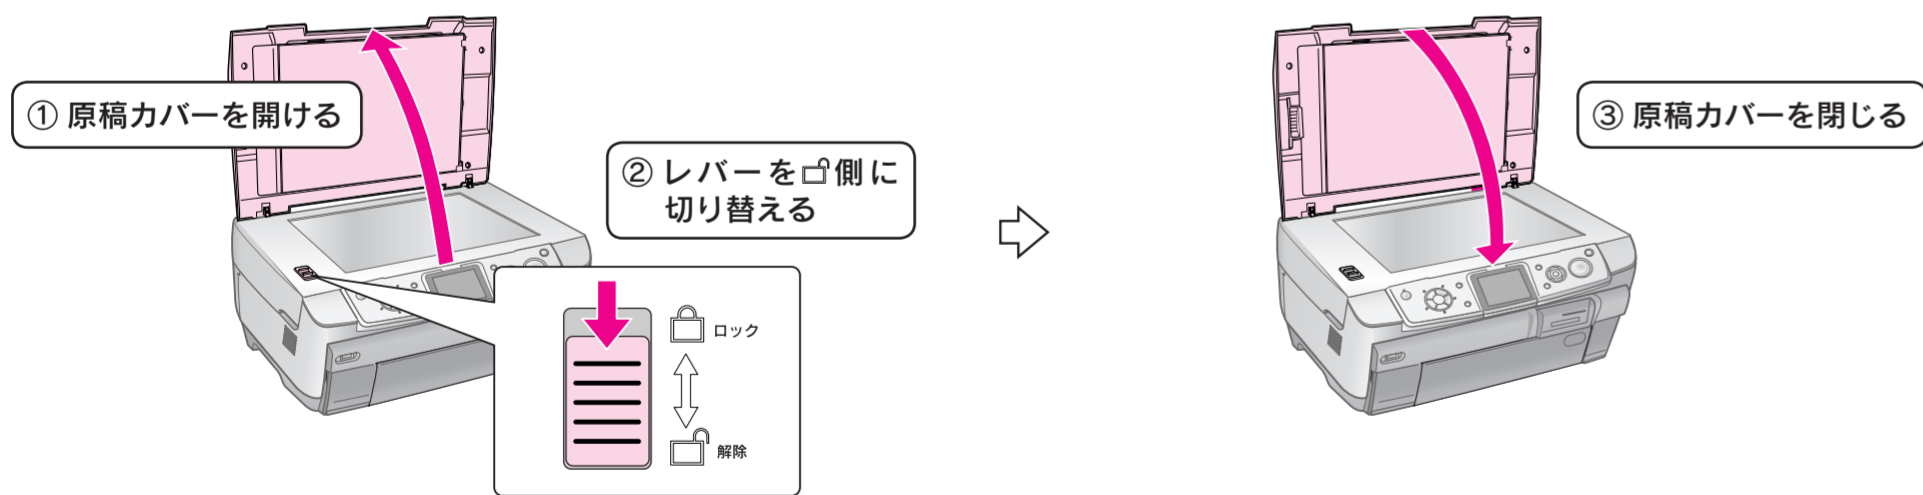 ① 原稿カバーを開ける
② レバーを🔓側に
切り替える
ロック
解除
③ 原稿カバーを閉じる